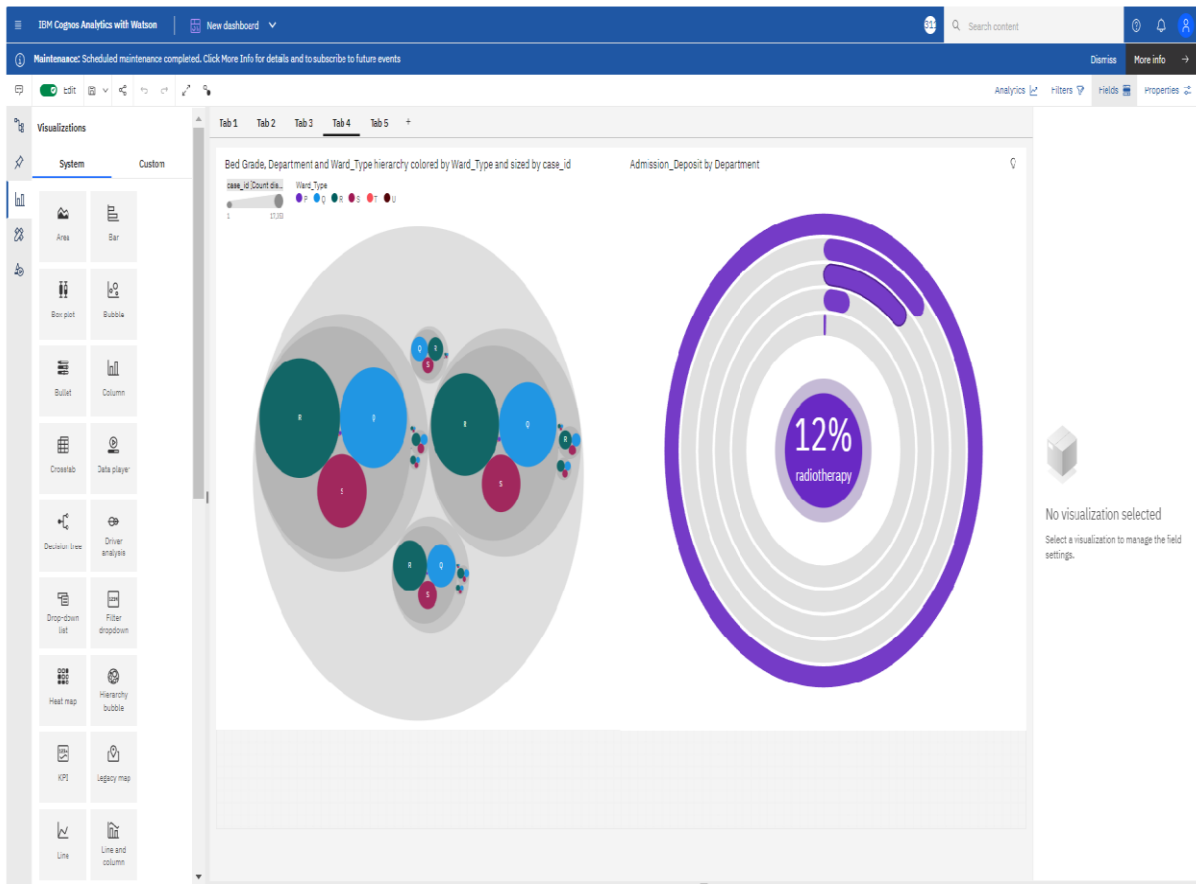 IBM Cognos Analytics with Watson
New dashboard
Search content
Maintenance: Scheduled maintenance completed. Click More Info for details and to subscribe to future events
Dismiss
More info
Edit
Analytics
Filters
Fields
Properties
Visualizations
System
Custom
Area
Bar
Box plot
Bubble
Bullet
Column
Crosstab
Data player
Decision tree
Driver
analysis
Drop-down
list
Filter
dropdown
Heat map
Hierarchy
bubble
KPI
Legacy map
Line
Line and
column
Tab 1
Tab 2
Tab 3
Tab 4
Tab 5
Bed Grade, Department and Ward_Type hierarchy colored by Ward_Type and sized by case_id
case_id (Count dis...
1
Ward_Type
P
Q
R
S
T
U
Q
R
S
R
Q
S
R
Q
S
R
R
Q
S
Admission_Deposit by Department
12%
radiotherapy
No visualization selected
Select a visualization to manage the field
settings.